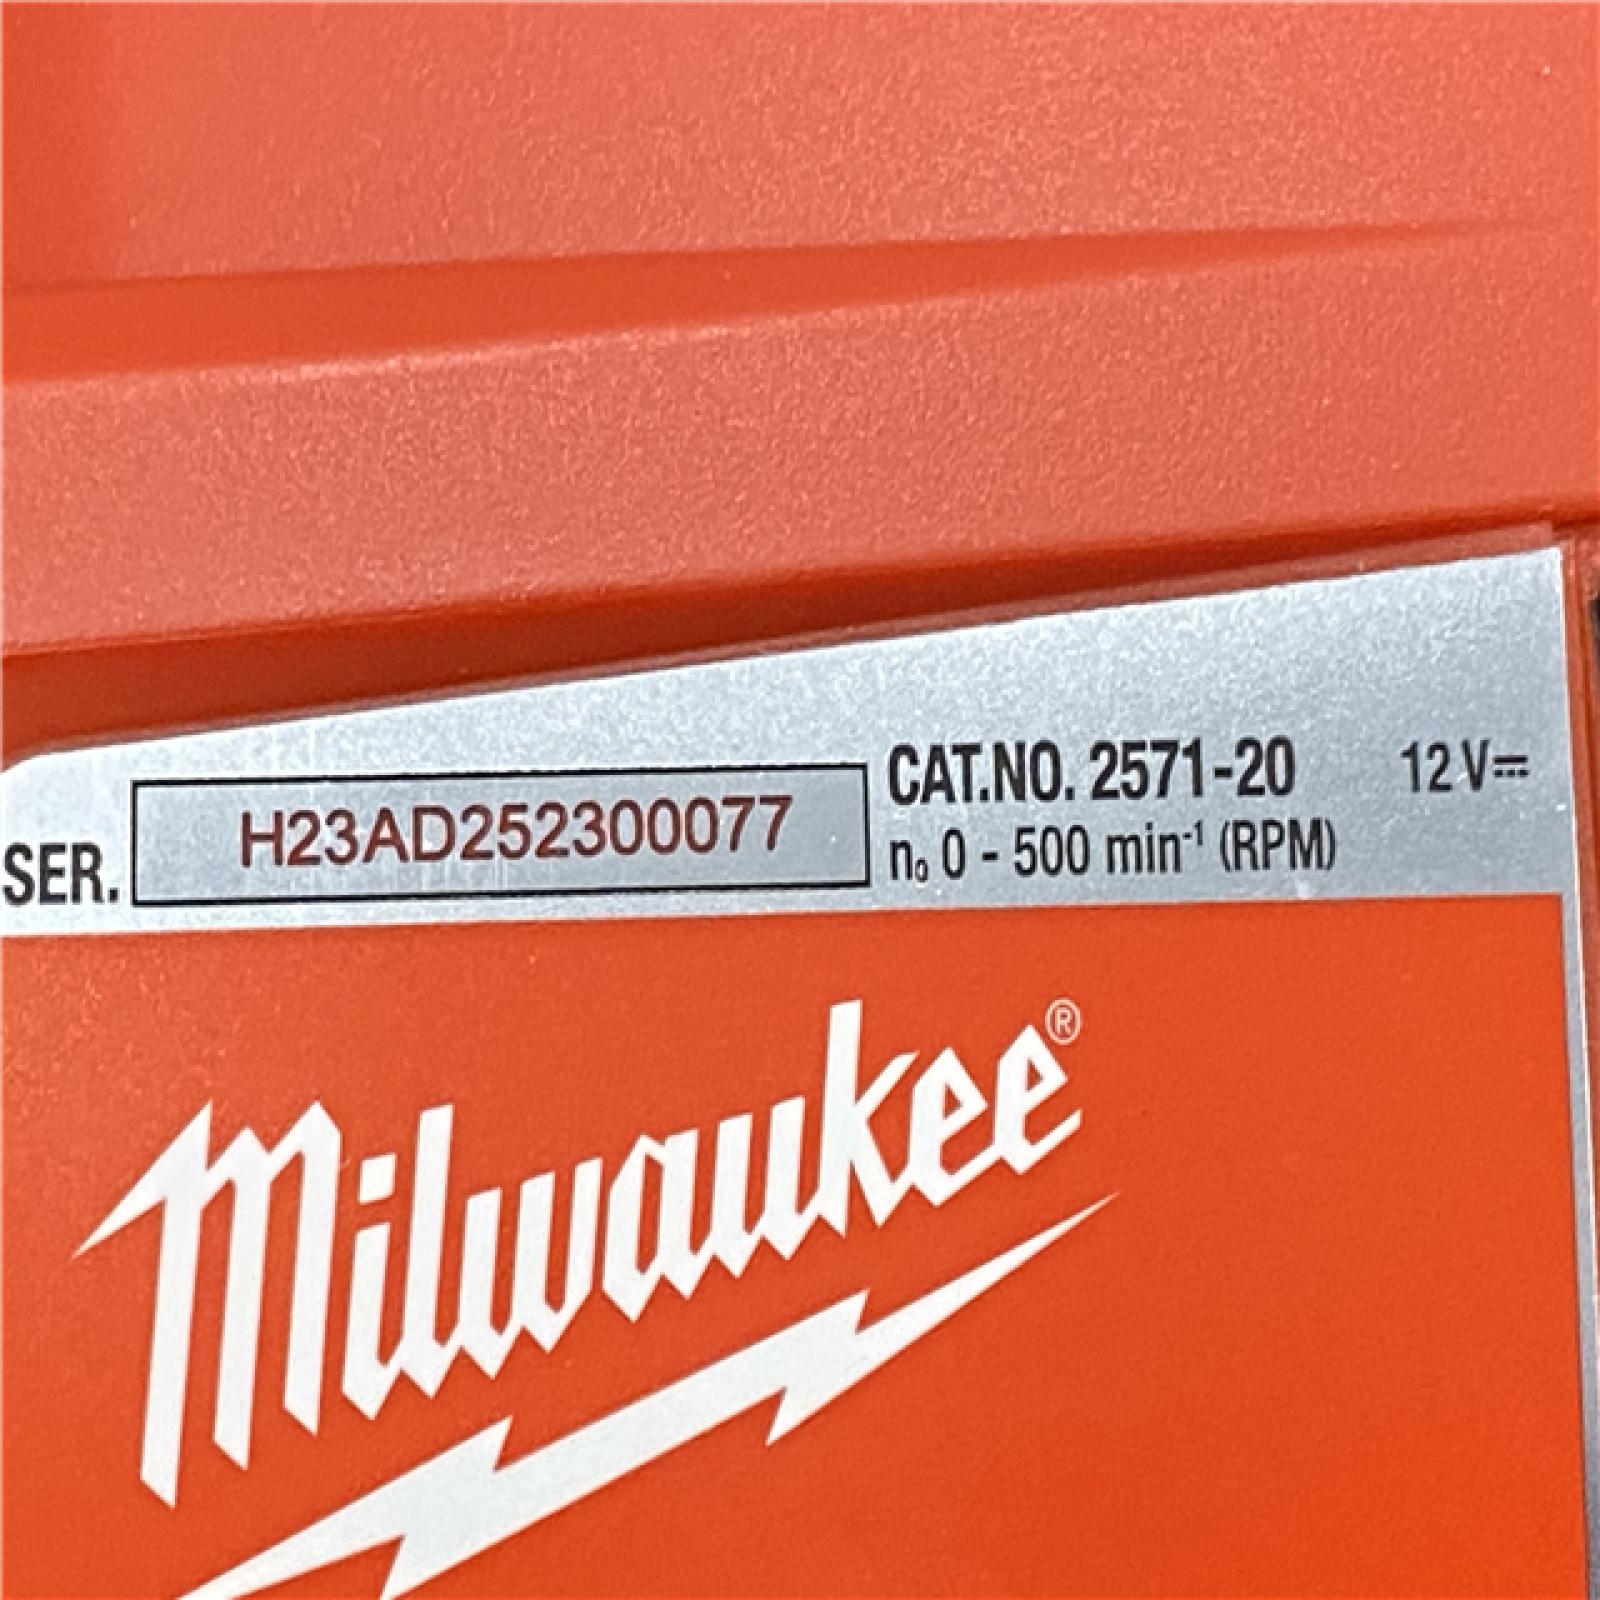 SER. H23AD252300077
CAT.NO. 2571-20 12 V⎓
n₀ 0 - 500 min⁻¹ (RPM)
Milwaukee®